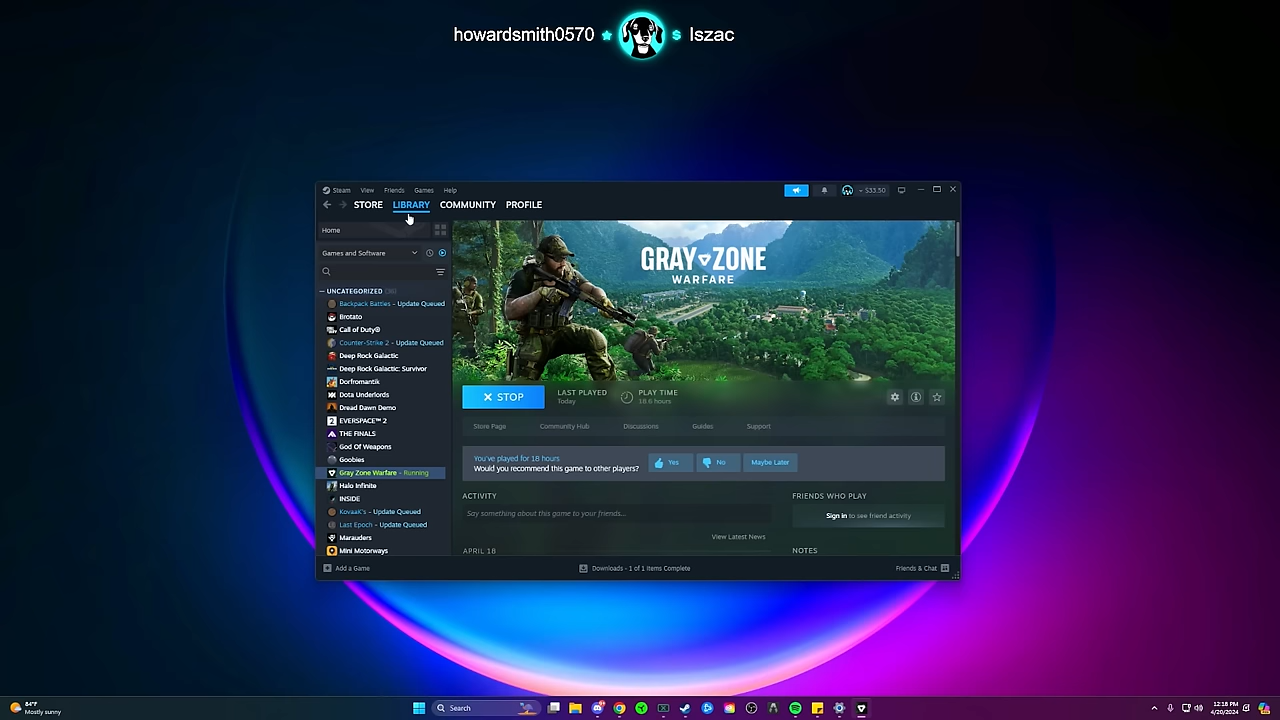 howardsmith0570 lszac
Steam View Friends Games Help
$33.50
STORE LIBRARY COMMUNITY PROFILE
Home
Games and Software
UNCATEGORIZED
Backpack Battles - Update Queued
Brotato
Call of Duty®
Counter-Strike 2 - Update Queued
Deep Rock Galactic
Deep Rock Galactic: Survivor
Dorfromantik
Dota Underlords
Dread Dawn Demo
EVERSPACE™ 2
THE FINALS
God Of Weapons
Goobies
Gray Zone Warfare - Running
Halo Infinite
INSIDE
KovaaK's - Update Queued
Last Epoch - Update Queued
Marauders
Mini Motorways
GRAY ZONE
WARFARE
STOP
LAST PLAYED
Today
PLAY TIME
18.6 hours
Store Page Community Hub Discussions Guides Support
You've played for 18 hours
Would you recommend this game to other players?
Yes No Maybe Later
ACTIVITY
Say something about this game to your friends...
View Latest News
APRIL 18
FRIENDS WHO PLAY
Sign in to see friend activity
NOTES
Add a Game
Downloads - 1 of 1 Items Complete
Friends & Chat
84°F
Mostly sunny
Search
12:18 PM
4/20/2024